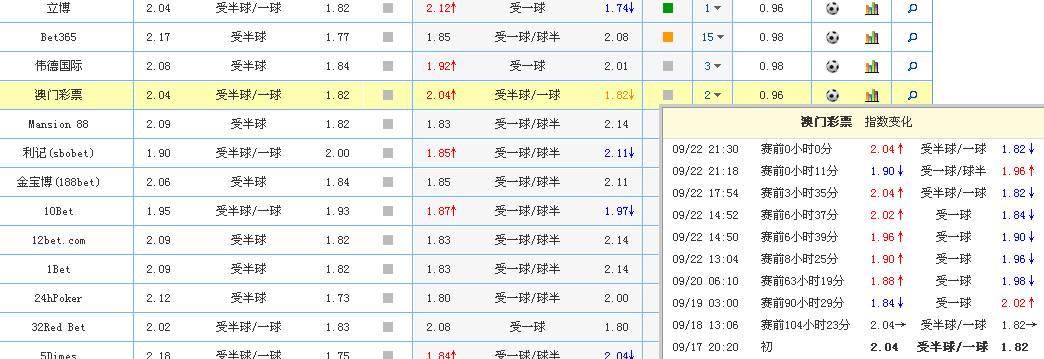 立博 2.04 受半球/一球 1.82 2.12↑ 受一球 1.74↓ 1 0.96
Bet365 2.17 受半球 1.77 1.85 受一球/球半 2.08 15 0.98
伟德国际 2.08 受半球 1.84 1.92↑ 受一球 2.01 3 0.98
澳门彩票 2.04 受半球/一球 1.82 2.04↑ 受半球/一球 1.82↓ 2 0.96
Mansion 88 2.09 受半球 1.82 1.83 受一球/球半 2.14
利记(sbobet) 1.90 受半球/一球 2.00 1.85↑ 受一球/球半 2.11↓
金宝博(188bet) 2.06 受半球 1.84 1.85 受一球/球半 2.11
10Bet 1.95 受半球/一球 1.93 1.87↑ 受一球/球半 1.97↓
12bet.com 2.09 受半球 1.82 1.83 受一球/球半 2.14
1Bet 2.09 受半球 1.82 1.83 受一球/球半 2.14
24hPoker 2.12 受半球 1.73 1.80 受一球/球半 2.00
32Red Bet 2.02 受半球/一球 1.83 2.08 受一球 1.80
5Dimes 2.18 受半球/一球 1.75 1.84↑ 受一球/球半 2.04↓
澳门彩票 指数变化
09/22 21:30 赛前0小时0分 2.04↑ 受半球/一球 1.82↓
09/22 21:18 赛前0小时11分 1.90↓ 受一球/球半 1.96↑
09/22 17:54 赛前3小时35分 2.04↑ 受半球/一球 1.82↓
09/22 14:52 赛前6小时37分 2.02↑ 受一球 1.84↓
09/22 14:50 赛前6小时39分 1.96↑ 受一球 1.90↓
09/22 13:04 赛前8小时25分 1.90↑ 受一球 1.96↓
09/20 06:10 赛前63小时19分 1.88↑ 受一球 1.98↓
09/19 03:00 赛前90小时29分 1.84↓ 受一球 2.02↑
09/18 13:06 赛前104小时23分 2.04→ 受半球/一球 1.82→
09/17 20:20 初 2.04 受半球/一球 1.82